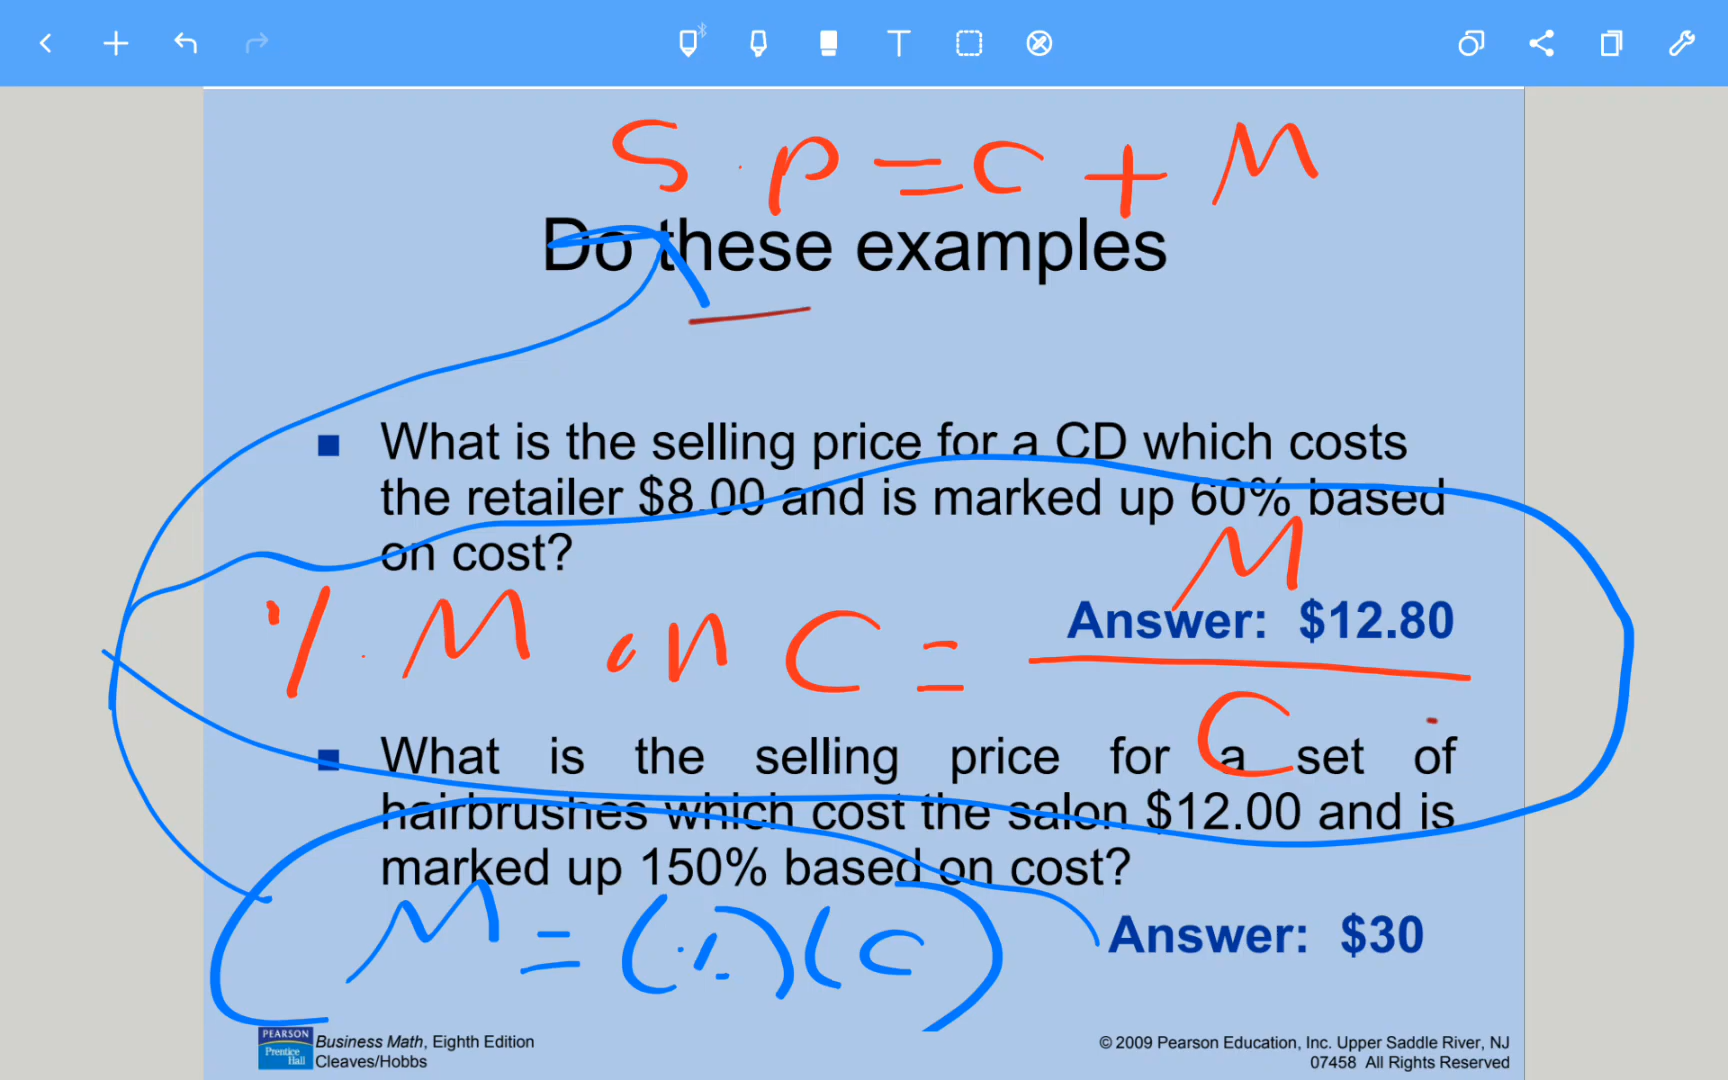 S.P = C + M
Do these examples
What is the selling price for a CD which costs
the retailer $8.00 and is marked up 60% based
on cost?
% M on C = M / C
Answer: $12.80
What is the selling price for a set of
hairbrushes which cost the salon $12.00 and is
marked up 150% based on cost?
M = (%)(C)
Answer: $30
PEARSON
Prentice
Hall
Business Math, Eighth Edition
Cleaves/Hobbs
© 2009 Pearson Education, Inc. Upper Saddle River, NJ
07458 All Rights Reserved